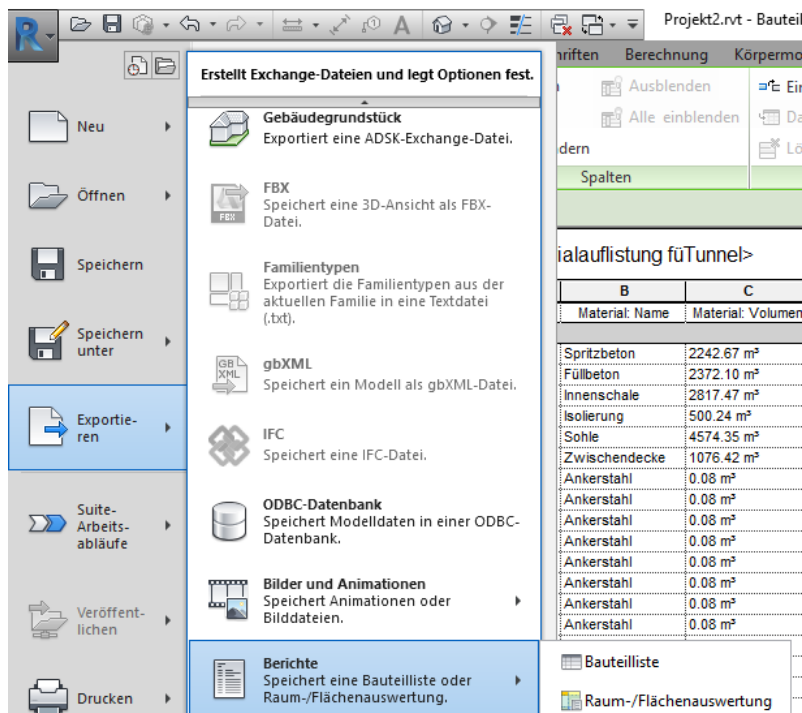 Projekt2.rvt - Bauteil
Erstellt Exchange-Dateien und legt Optionen fest.
Neu
Öffnen
Speichern
Speichern
unter
Exportie-
ren
Suite-
Arbeits-
abläufe
Veröffent-
lichen
Drucken
Gebäudegrundstück
Exportiert eine ADSK-Exchange-Datei.
FBX
FBX
Speichert eine 3D-Ansicht als FBX-
Datei.
Familientypen
Exportiert die Familientypen aus der
aktuellen Familie in eine Textdatei
(.txt).
GB
XML
gbXML
Speichert ein Modell als gbXML-Datei.
IFC
Speichert eine IFC-Datei.
ODBC-Datenbank
Speichert Modelldaten in einer ODBC-
Datenbank.
Bilder und Animationen
Speichert Animationen oder
Bilddateien.
Berichte
Speichert eine Bauteilliste oder
Raum-/Flächenauswertung.
Bauteilliste
Raum-/Flächenauswertung
hriften Berechnung Körpermo
Ausblenden
Alle einblenden
dern
Spalten
Ein
Da
Lö
ialauflistung füTunnel>
B C
Material: Name Material: Volumen
Spritzbeton 2242.67 m³
Füllbeton 2372.10 m³
Innenschale 2817.47 m³
Isolierung 500.24 m³
Sohle 4574.35 m³
Zwischendecke 1076.42 m³
Ankerstahl 0.08 m³
Ankerstahl 0.08 m³
Ankerstahl 0.08 m³
Ankerstahl 0.08 m³
Ankerstahl 0.08 m³
Ankerstahl 0.08 m³
Ankerstahl 0.08 m³
Ankerstahl 0.08 m³